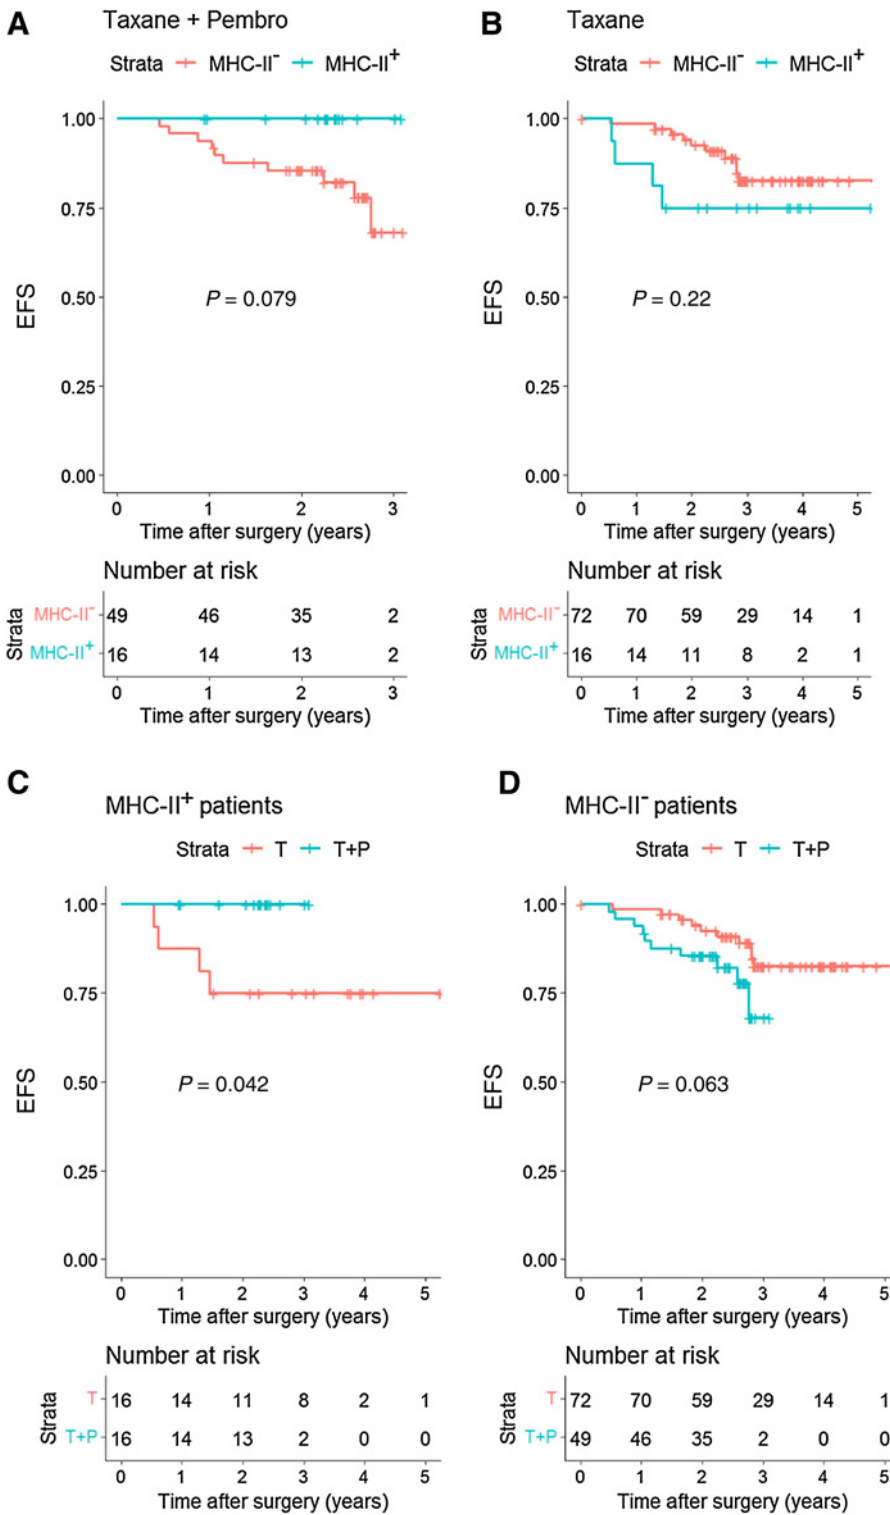 A Taxane + Pembro
Strata MHC-II⁻ MHC-II⁺
1.00
0.75
0.50
0.25
0.00
EFS
P = 0.079
0 1 2 3
Time after surgery (years)
Number at risk
Strata
MHC-II⁻ 49 46 35 2
MHC-II⁺ 16 14 13 2
0 1 2 3
Time after surgery (years)
B Taxane
Strata MHC-II⁻ MHC-II⁺
1.00
0.75
0.50
0.25
0.00
EFS
P = 0.22
0 1 2 3 4 5
Time after surgery (years)
Number at risk
Strata
MHC-II⁻ 72 70 59 29 14 1
MHC-II⁺ 16 14 11 8 2 1
0 1 2 3 4 5
Time after surgery (years)
C MHC-II⁺ patients
Strata T T+P
1.00
0.75
0.50
0.25
0.00
EFS
P = 0.042
0 1 2 3 4 5
Time after surgery (years)
Number at risk
Strata
T 16 14 11 8 2 1
T+P 16 14 13 2 0 0
0 1 2 3 4 5
Time after surgery (years)
D MHC-II⁻ patients
Strata T T+P
1.00
0.75
0.50
0.25
0.00
EFS
P = 0.063
0 1 2 3 4 5
Time after surgery (years)
Number at risk
Strata
T 72 70 59 29 14 1
T+P 49 46 35 2 0 0
0 1 2 3 4 5
Time after surgery (years)